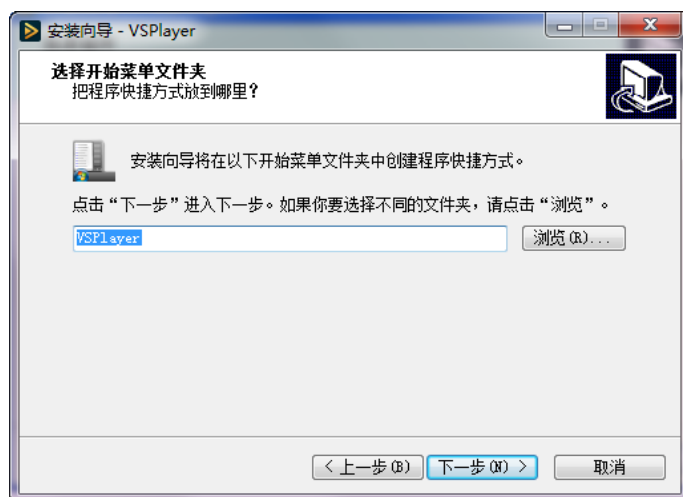 安装向导 - VSPlayer
选择开始菜单文件夹
把程序快捷方式放到哪里?
安装向导将在以下开始菜单文件夹中创建程序快捷方式。
点击“下一步”进入下一步。如果你要选择不同的文件夹，请点击“浏览”。
VSPlayer
浏览(R)...
< 上一步(B)
下一步(N) >
取消